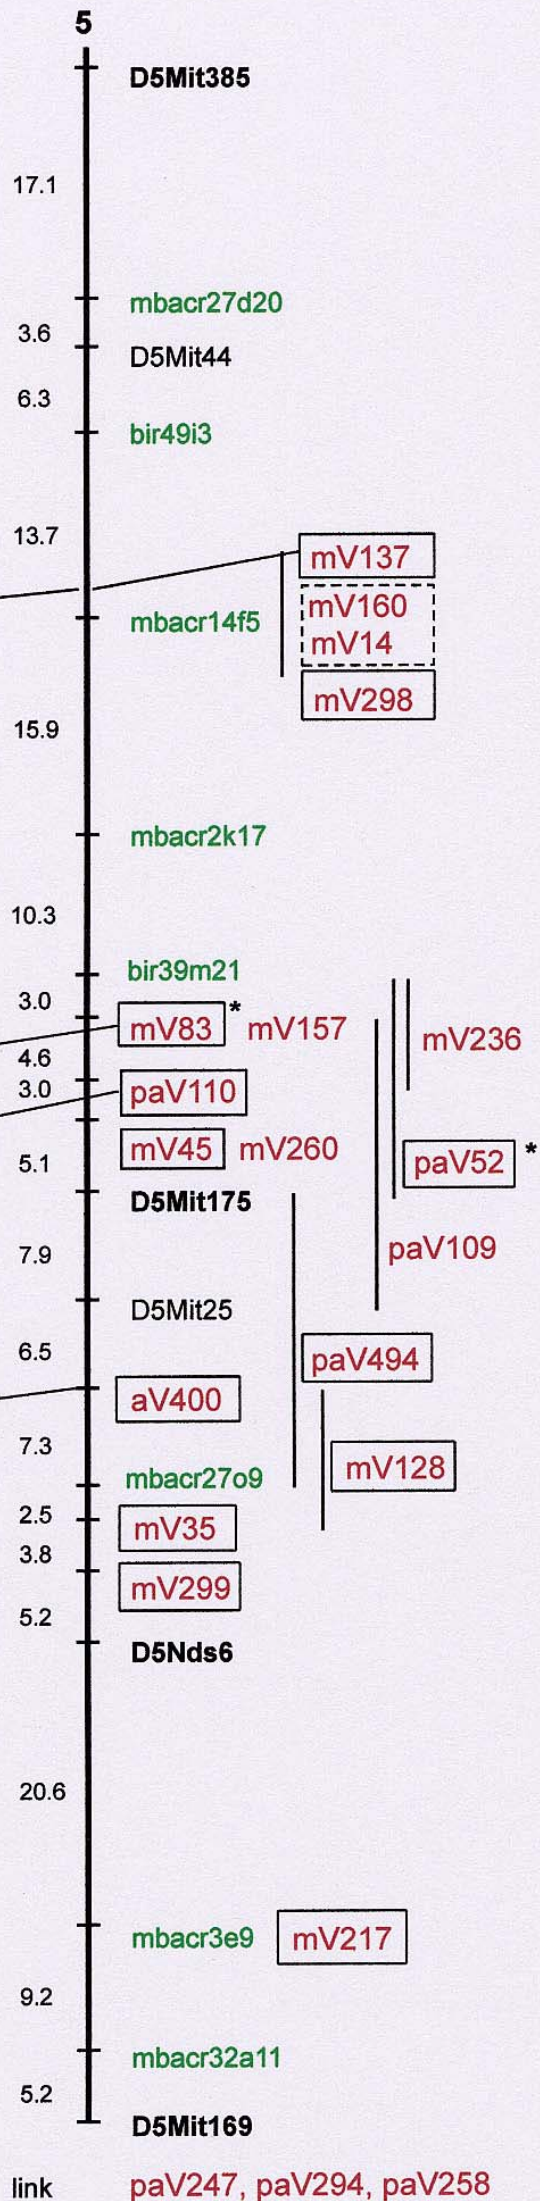 5
D5Mit385
17.1
mbacr27d20
3.6
D5Mit44
6.3
bir49i3
13.7
mV137
mV160
mbacr14f5
mV14
mV298
15.9
mbacr2k17
10.3
bir39m21
3.0
mV83 * mV157
mV236
4.6
3.0
paV110
mV45 mV260
5.1
paV52 *
D5Mit175
7.9
paV109
D5Mit25
6.5
paV494
aV400
7.3
mV128
mbacr27o9
2.5
mV35
3.8
mV299
5.2
D5Nds6
20.6
mbacr3e9 mV217
9.2
mbacr32a11
5.2
D5Mit169
link paV247, paV294, paV258